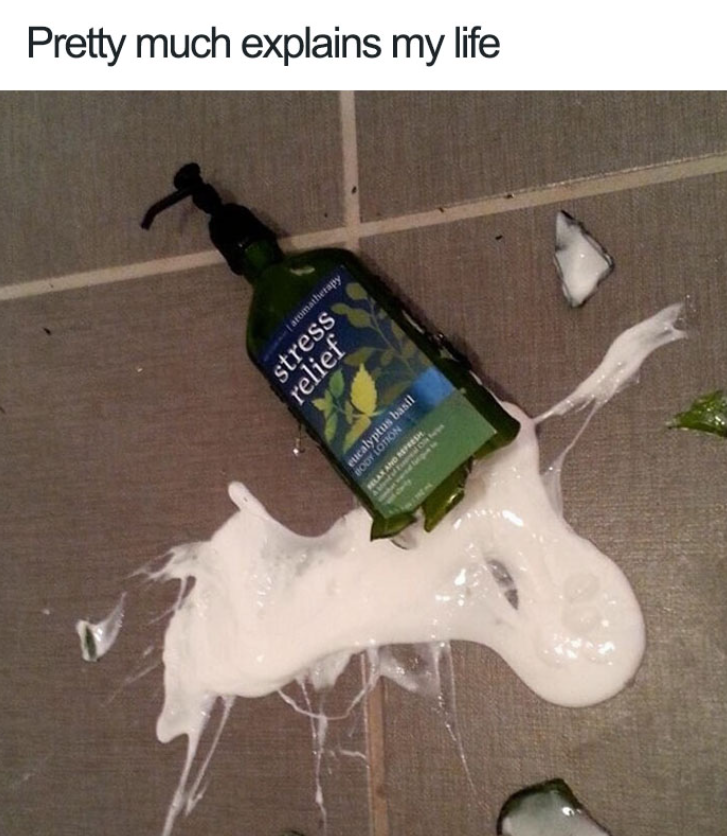 Pretty much explains my life
aromatherapy
stress
relief
eucalyptus basil
BODY LOTION
RELAX AND REFRESH